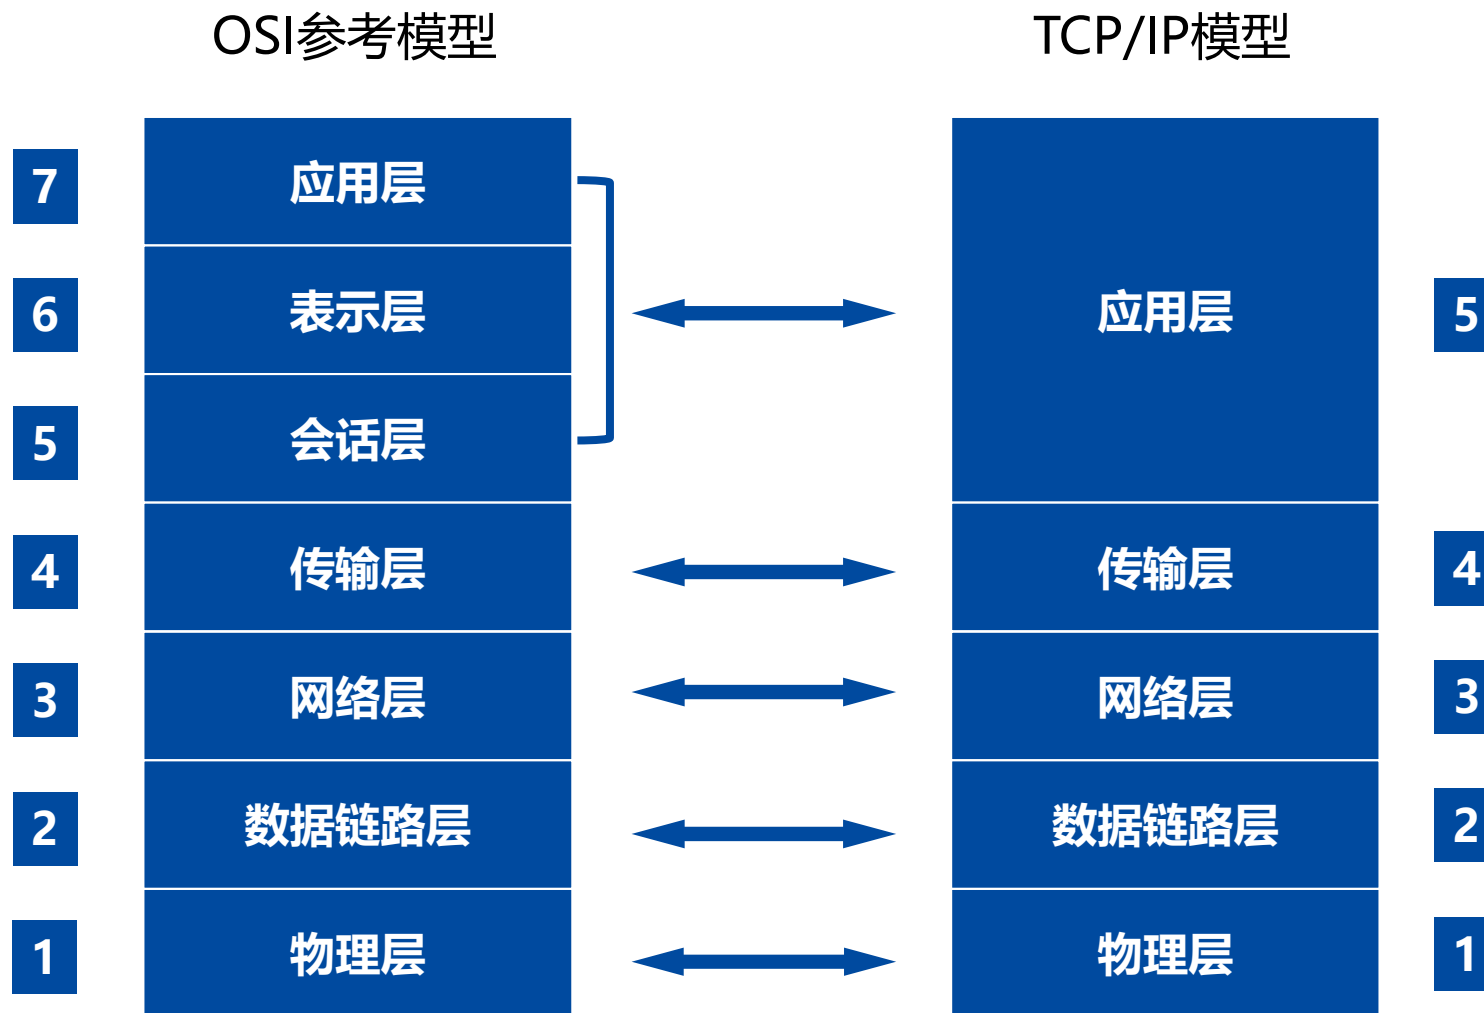 OSI参考模型
TCP/IP模型
7
应用层
6
表示层
应用层
5
5
会话层
4
传输层
传输层
4
3
网络层
网络层
3
2
数据链路层
数据链路层
2
1
物理层
物理层
1